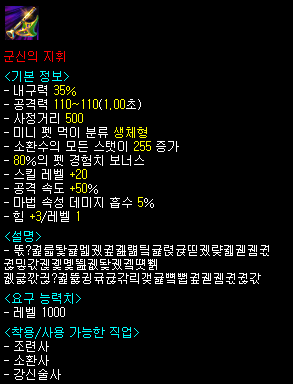 군신의 지휘
<기본 정보>
- 내구력 35%
- 공격력 110~110(1,00초)
- 사정거리 500
- 미니 펫 먹이 분류 생체형
- 소환수의 모든 스탯이 255 증가
- 80%의 펫 경험치 보너스
- 스킬 레벨 +20
- 공격 속도 +50%
- 마법 속성 데미지 흡수 5%
- 힘 +3/레벨 1
<설명>
<요구 능력치>
- 레벨 1000
<착용/사용 가능한 직업>
- 조련사
- 소환사
- 강신술사